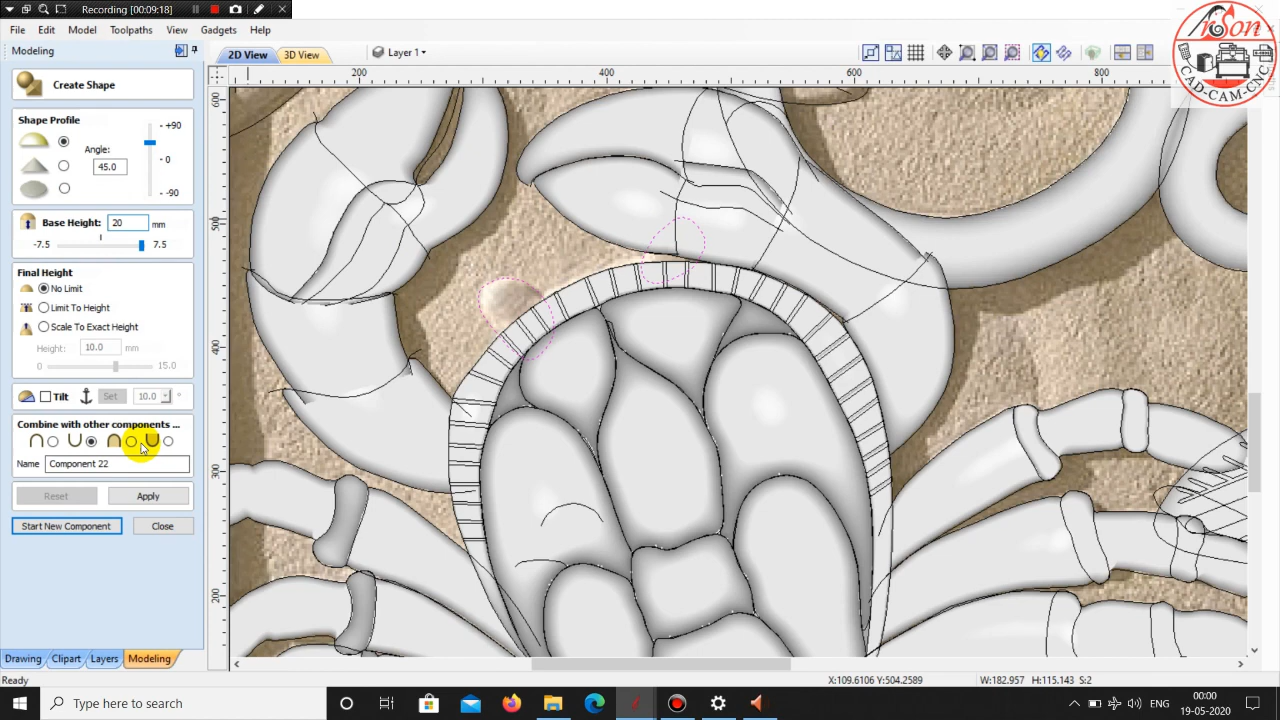 Recording [00:09:18]
File Edit Model Toolpaths View Gadgets Help
Modeling
2D View 3D View Layer 1
Create Shape
200 400 600 800
600
500
400
300
200
Shape Profile
+90
Angle:
0
45.0
-90
Base Height: 20 mm
-7.5 7.5
Final Height
No Limit
Limit To Height
Scale To Exact Height
Height: 10.0
0 15.0
Tilt Set 10.0 °
Combine with other components ...
Name Component 22
Reset Apply
Start New Component Close
Drawing Clipart Layers Modeling
Ready
X:109.6106 Y:504.2589 W:182.957 H:115.143 S:2
Type here to search
ENG
00:00
19-05-2020
CAD-CAM-CNC